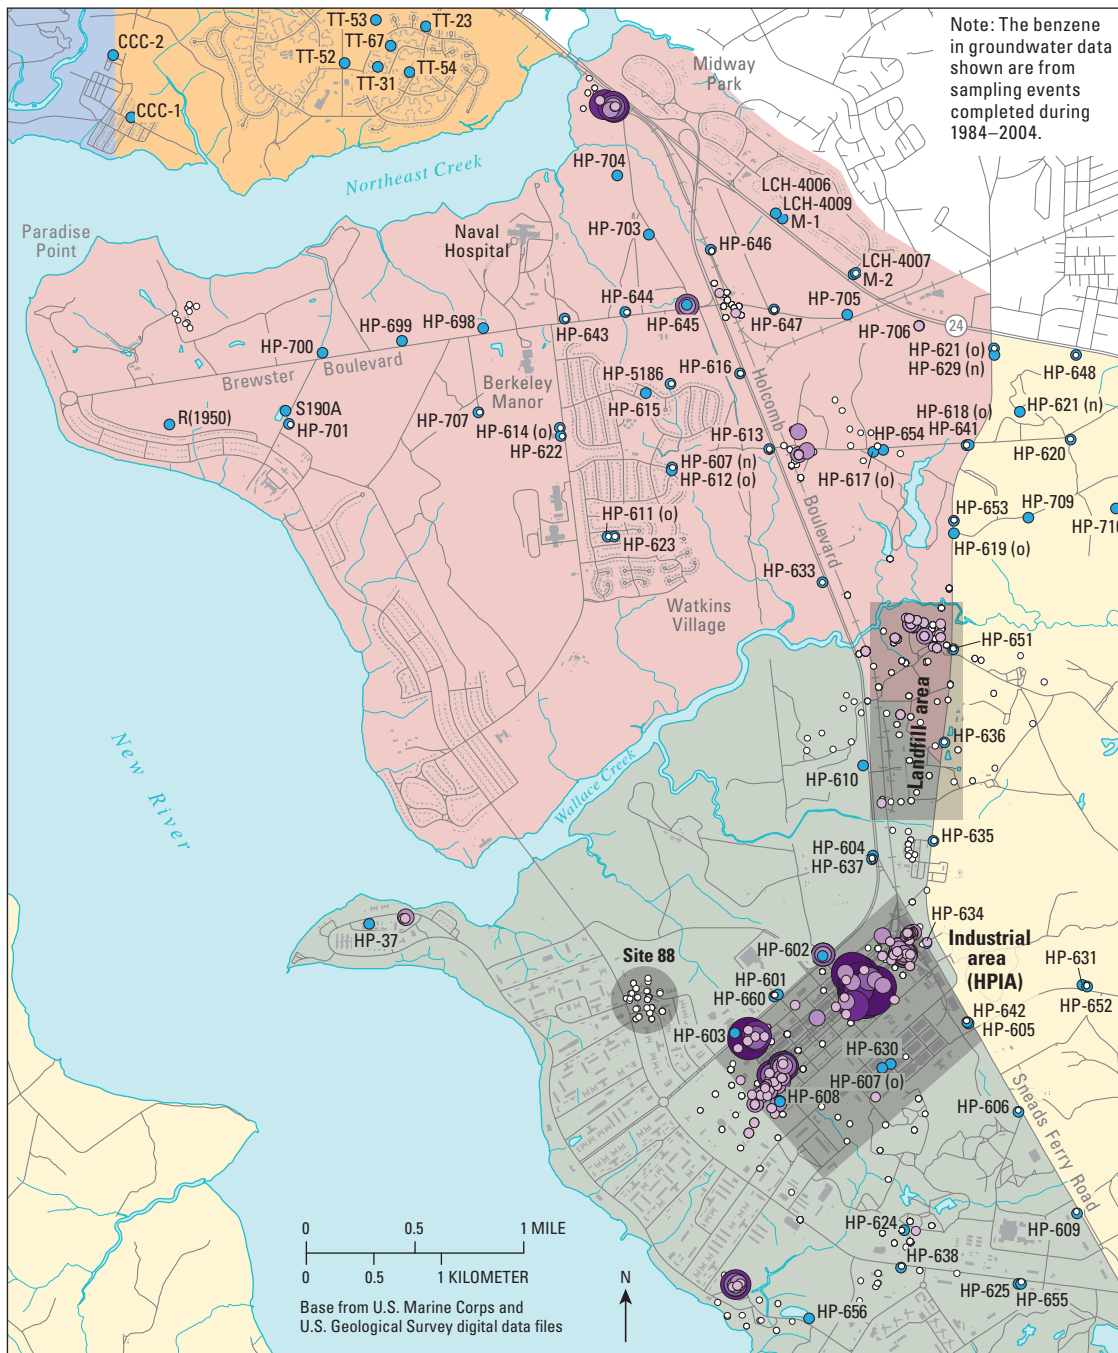 TT-53
TT-23
CCC-2
TT-67
TT-52
TT-54
TT-31
CCC-1
Midway
Park
Note: The benzene
in groundwater data
shown are from
sampling events
completed during
1984–2004.
Northeast Creek
HP-704
LCH-4006
LCH-4009
M-1
Paradise
Point
Naval
Hospital
HP-703
HP-646
LCH-4007
M-2
HP-644
HP-705
HP-643
HP-645
HP-647
HP-699
HP-698
HP-706
24
HP-700
HP-621 (o)
HP-629 (n)
HP-648
Brewster Boulevard
Berkeley
Manor
HP-5186
HP-616
Holcomb
Boulevard
R(1950)
S190A
HP-701
HP-707
HP-615
HP-614 (o)
HP-622
HP-613
HP-654
HP-618 (o)
HP-641
HP-621 (n)
HP-620
HP-607 (n)
HP-612 (o)
HP-617 (o)
HP-611 (o)
HP-623
HP-653
HP-709
HP-710
HP-619 (o)
HP-633
Watkins
Village
HP-651
Landfill area
HP-636
New
River
HP-610
Wallace Creek
HP-604
HP-637
HP-635
HP-37
HP-634
Site 88
HP-602
Industrial
area
(HPIA)
HP-601
HP-660
HP-631
HP-652
HP-603
HP-642
HP-605
HP-630
HP-607 (o)
HP-608
HP-606
Sneads Ferry Road
HP-624
HP-609
HP-638
HP-625
HP-655
HP-656
0 0.5 1 MILE
0 0.5 1 KILOMETER
N
Base from U.S. Marine Corps and
U.S. Geological Survey digital data files